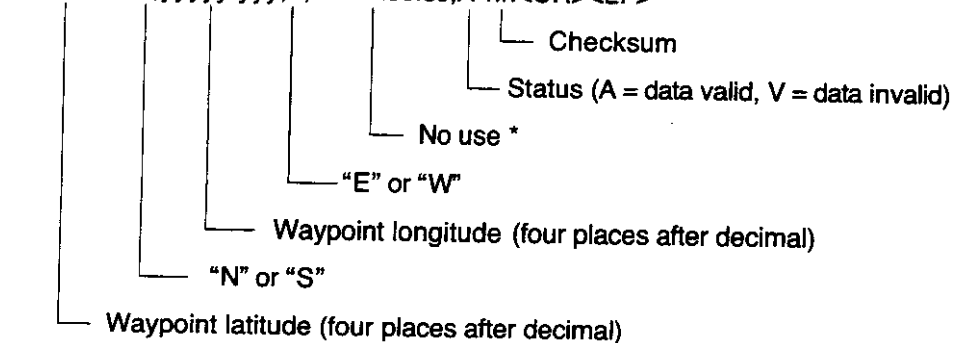 Checksum
Status (A = data valid, V = data invalid)
No use *
“E” or “W”
Waypoint longitude (four places after decimal)
“N” or “S”
Waypoint latitude (four places after decimal)